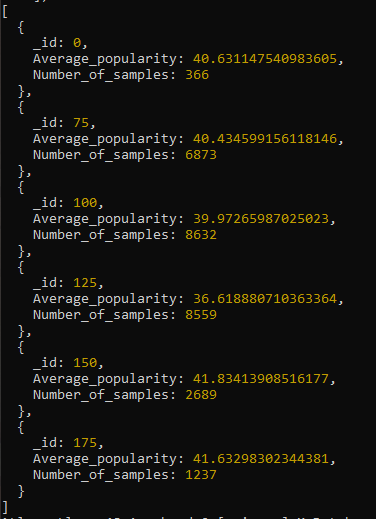 [
  {
    _id: 0,
    Average_popularity: 40.631147540983605,
    Number_of_samples: 366
  },
  {
    _id: 75,
    Average_popularity: 40.434599156118146,
    Number_of_samples: 6873
  },
  {
    _id: 100,
    Average_popularity: 39.97265987025023,
    Number_of_samples: 8632
  },
  {
    _id: 125,
    Average_popularity: 36.618880710363364,
    Number_of_samples: 8559
  },
  {
    _id: 150,
    Average_popularity: 41.83413908516177,
    Number_of_samples: 2689
  },
  {
    _id: 175,
    Average_popularity: 41.63298302344381,
    Number_of_samples: 1237
  }
]